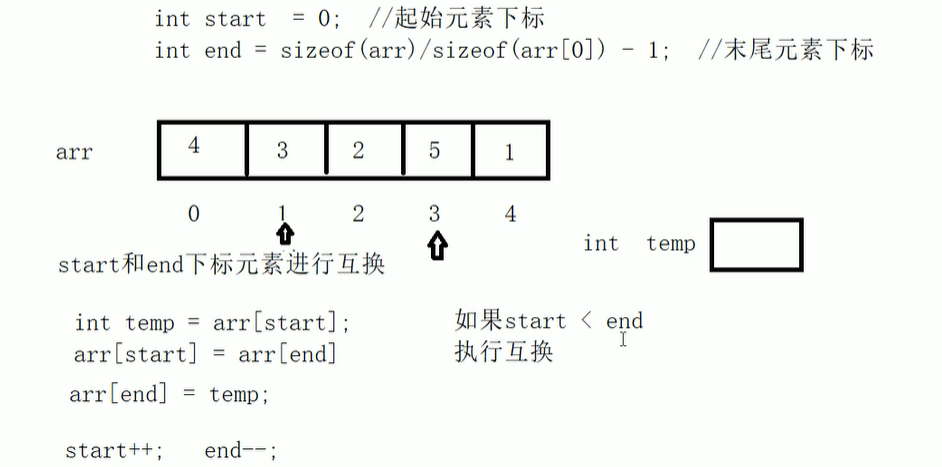 int start = 0; //起始元素下标
int end = sizeof(arr)/sizeof(arr[0]) - 1; //末尾元素下标
arr 4 3 2 5 1
0 1 2 3 4
int temp
start和end下标元素进行互换
int temp = arr[start];
arr[start] = arr[end]
arr[end] = temp;
start++; end--;
如果start < end
执行互换